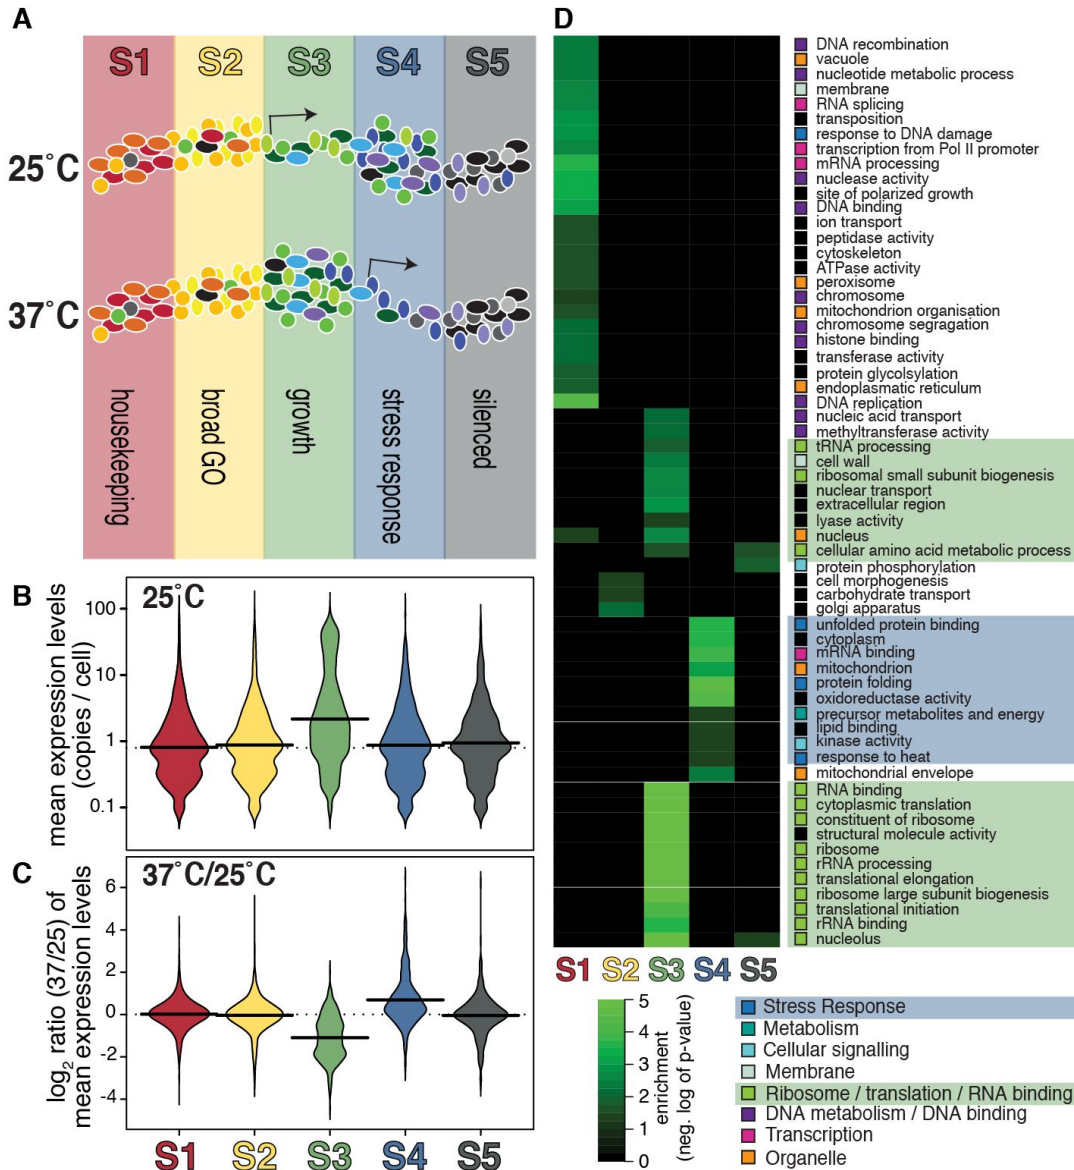 A
S1 S2 S3 S4 S5
25°C
37°C
housekeeping
broad GO
growth
stress response
silenced
B
25°C
mean expression levels
(copies / cell)
100
10
1
0.1
C
37°C/25°C
log2 ratio (37/25) of
mean expression levels
6
4
2
0
-2
-4
S1 S2 S3 S4 S5
D
DNA recombination
vacuole
nucleotide metabolic process
membrane
RNA splicing
transposition
response to DNA damage
transcription from Pol II promoter
mRNA processing
nuclease activity
site of polarized growth
DNA binding
ion transport
peptidase activity
cytoskeleton
ATPase activity
peroxisome
chromosome
mitochondrion organisation
chromosome segregation
histone binding
transferase activity
protein glycolsylation
endoplasmatic reticulum
DNA replication
nucleic acid transport
methyltransferase activity
tRNA processing
cell wall
ribosomal small subunit biogenesis
nuclear transport
extracellular region
lyase activity
nucleus
cellular amino acid metabolic process
protein phosphorylation
cell morphogenesis
carbohydrate transport
golgi apparatus
unfolded protein binding
cytoplasm
mRNA binding
mitochondrion
protein folding
oxidoreductase activity
precursor metabolites and energy
lipid binding
kinase activity
response to heat
mitochondrial envelope
RNA binding
cytoplasmic translation
constituent of ribosome
structural molecule activity
ribosome
rRNA processing
translational elongation
ribosome large subunit biogenesis
translational initiation
rRNA binding
nucleolus
S1 S2 S3 S4 S5
5
4
3
2
1
0
enrichment
(neg. log of p-value)
Stress Response
Metabolism
Cellular signalling
Membrane
Ribosome / translation / RNA binding
DNA metabolism / DNA binding
Transcription
Organelle